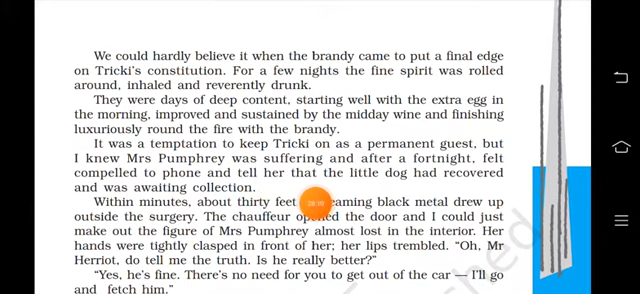 We could hardly believe it when the brandy came to put a final edge
on Tricki's constitution. For a few nights the fine spirit was rolled
around, inhaled and reverently drunk.
They were days of deep content, starting well with the extra egg in
the morning, improved and sustained by the midday wine and finishing
luxuriously round the fire with the brandy.
It was a temptation to keep Tricki on as a permanent guest, but
I knew Mrs Pumphrey was suffering and after a fortnight, felt
compelled to phone and tell her that the little dog had recovered
and was awaiting collection.
Within minutes, about thirty feet eaming black metal drew up
outside the surgery. The chauffeur opened the door and I could just
make out the figure of Mrs Pumphrey almost lost in the interior. Her
hands were tightly clasped in front of her; her lips trembled. “Oh, Mr
Herriot, do tell me the truth. Is he really better?”
“Yes, he's fine. There's no need for you to get out of the car — I'll go
and fetch him.”